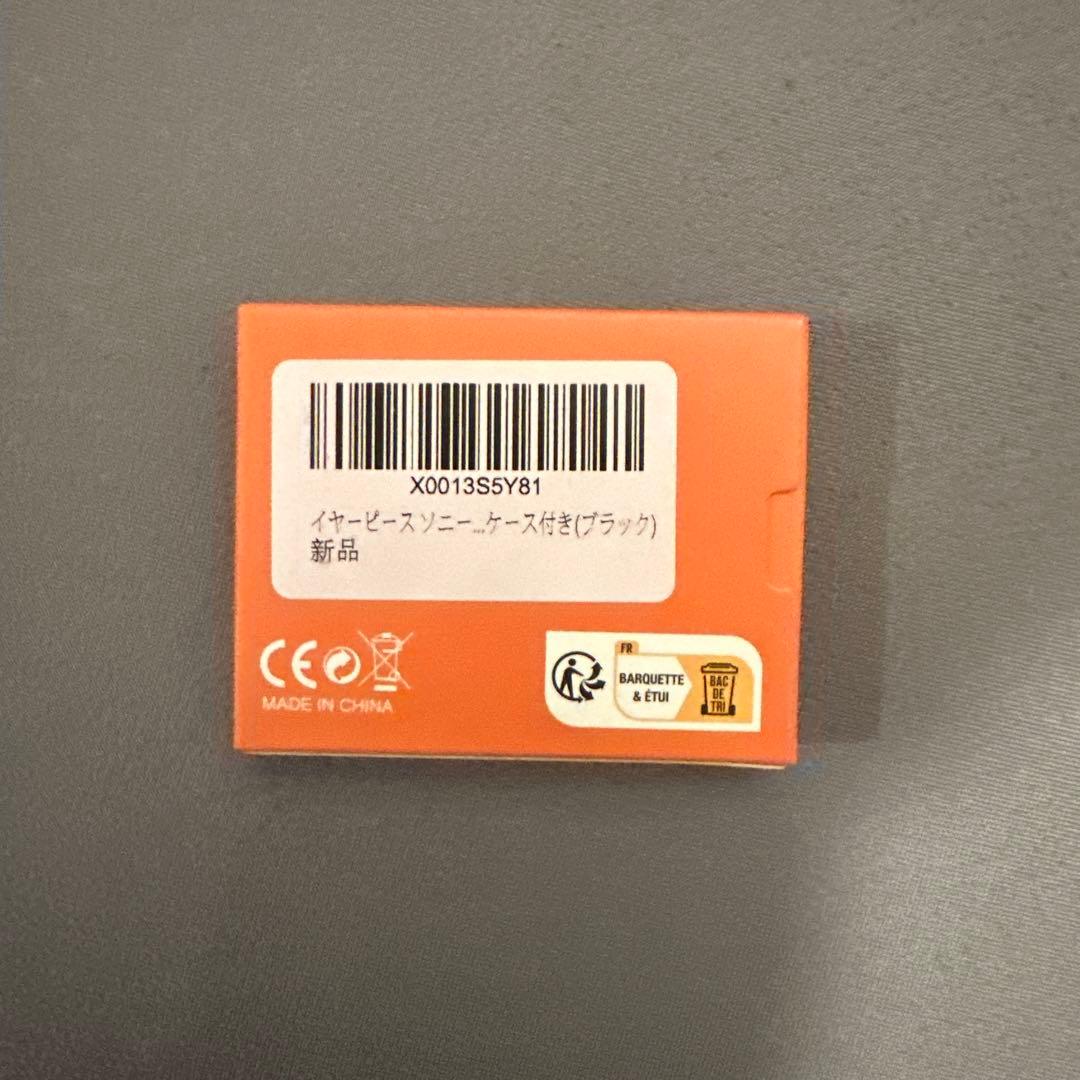 X0013S5Y81
イヤーピース ソニー...ケース付き(ブラック)
新品
CE
MADE IN CHINA
FR
BARQUETTE
& ÉTUI
BAC
DE
TRI